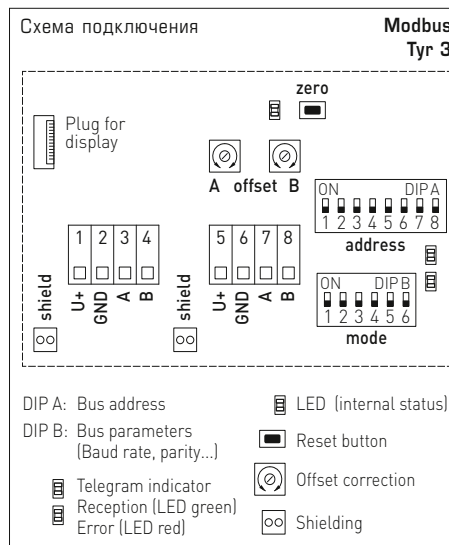 Схема подключения
Modbus
Tyr 3
zero
Plug for
display
A offset B
ON DIP A
1 2 3 4 5 6 7 8
address
1 2 3 4
5 6 7 8
shield
U+
GND
A
B
shield
U+
GND
A
B
ON DIP B
1 2 3 4 5 6
mode
DIP A: Bus address
DIP B: Bus parameters
(Baud rate, parity...)
Telegram indicator
Reception (LED green)
Error (LED red)
LED (internal status)
Reset button
Offset correction
Shielding